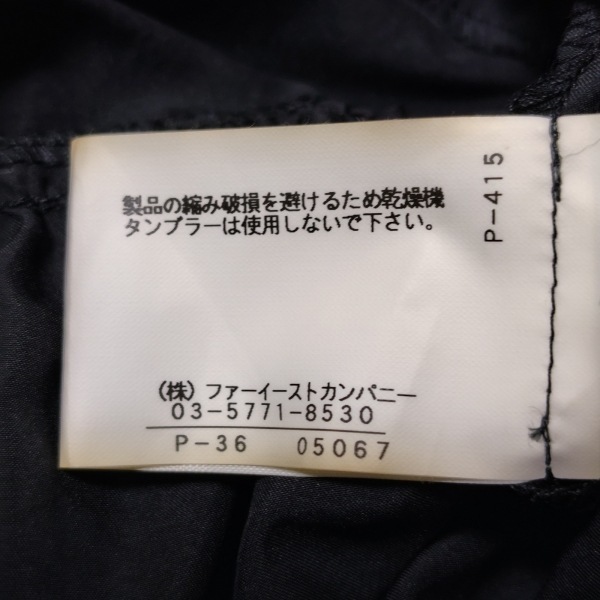 製品の縮み破損を避けるため乾燥機
タンブラーは使用しないで下さい。
P-415
(株) ファーイーストカンパニー
03-5771-8530
P-36 05067